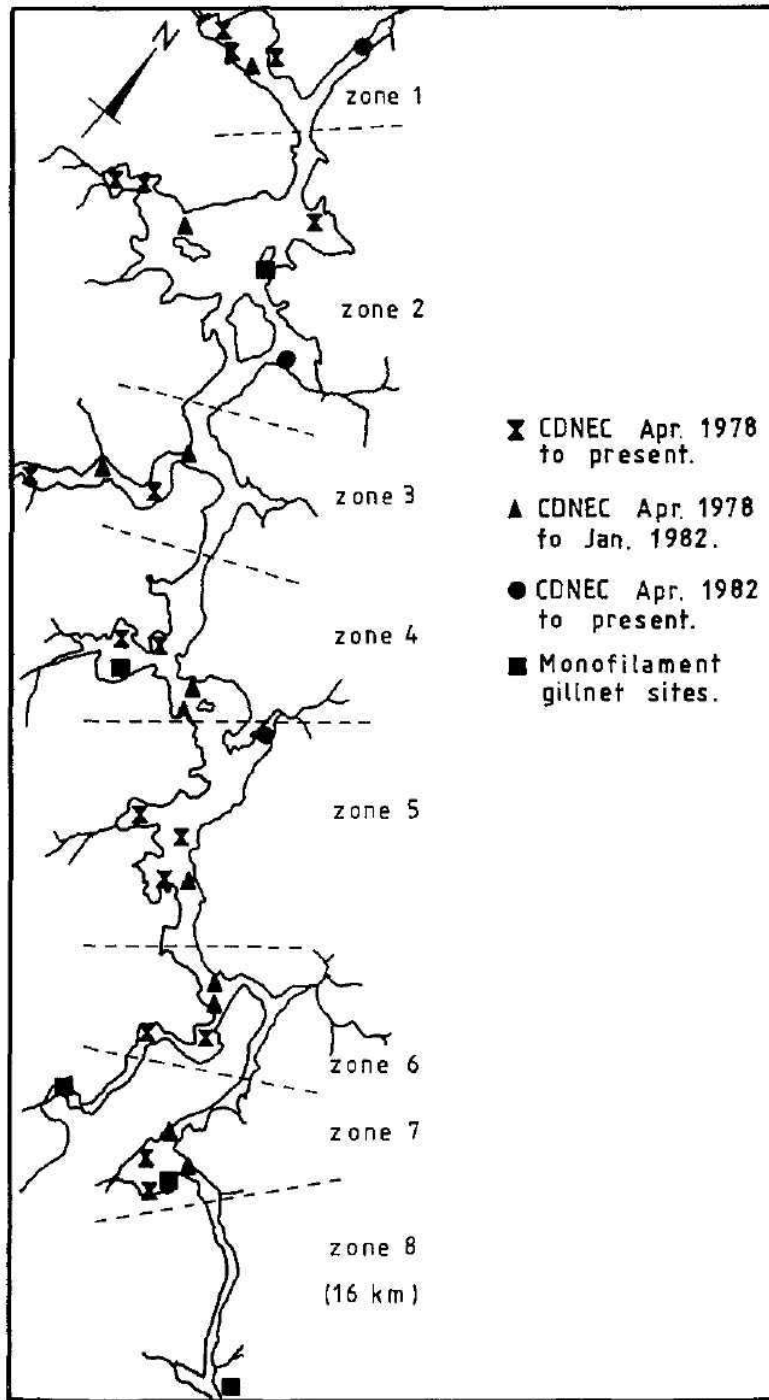 N
zone 1
zone 2
zone 3
zone 4
zone 5
zone 6
zone 7
zone 8
(16 km)
CDNEC Apr. 1978
to present.
CDNEC Apr. 1978
to Jan. 1982.
CDNEC Apr. 1982
to present.
Monofilament
gillnet sites.